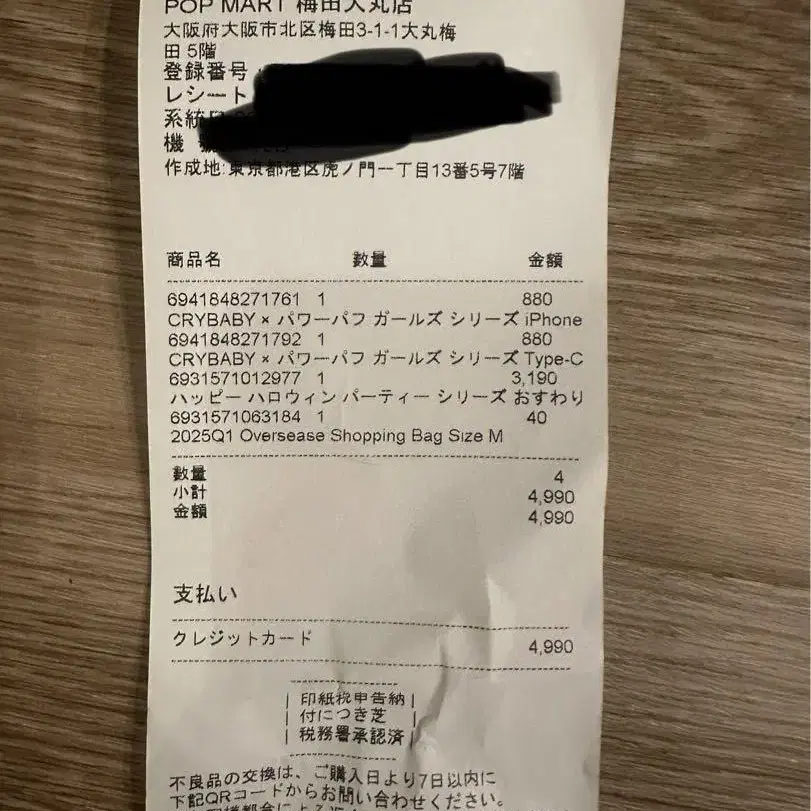 POP MART 梅田大丸店
大阪府大阪市北区梅田3-1-1大丸梅
田 5階
登録番号
レシート
系統
機
作成地:東京都港区虎ノ門一丁目13番5号7階
商品名 数量 金額
6941848271761 1 880
CRYBABY × パワーパフ ガールズ シリーズ iPhone
6941848271792 1 880
CRYBABY × パワーパフ ガールズ シリーズ Type-C
6931571012977 1 3,190
ハッピー ハロウィン パーティー シリーズ おすわり
6931571063184 1 40
2025Q1 Oversease Shopping Bag Size M
数量 4
小計 4,990
金額 4,990
支払い
クレジットカード 4,990
印紙税申告納
付につき芝
税務署承認済
不良品の交換は、ご購入日より7日以内に
下記QRコードからお問い合わせください。